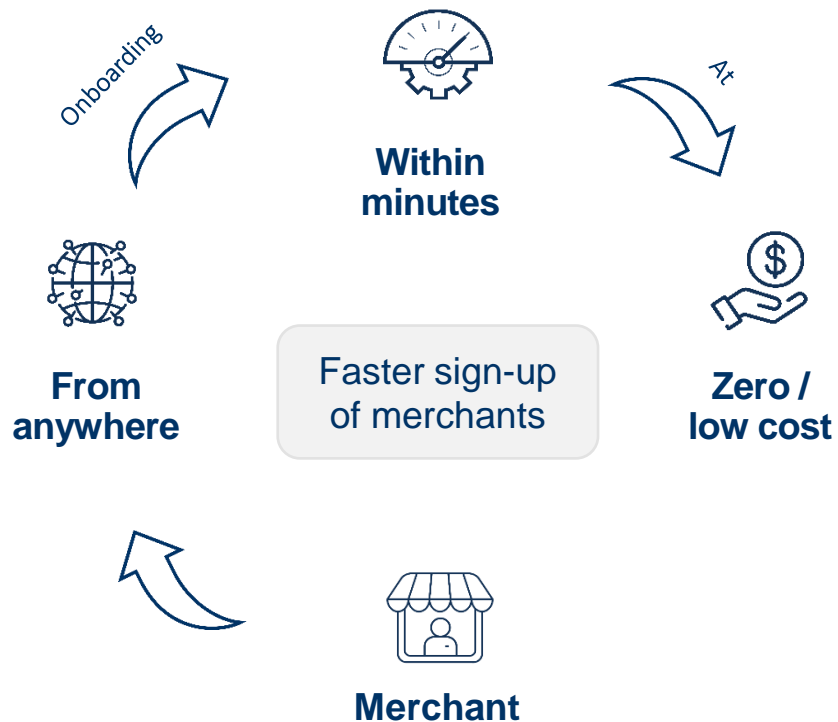 Onboarding
At
Within
minutes
$
From
anywhere
Faster sign-up
of merchants
Zero /
low cost
Merchant